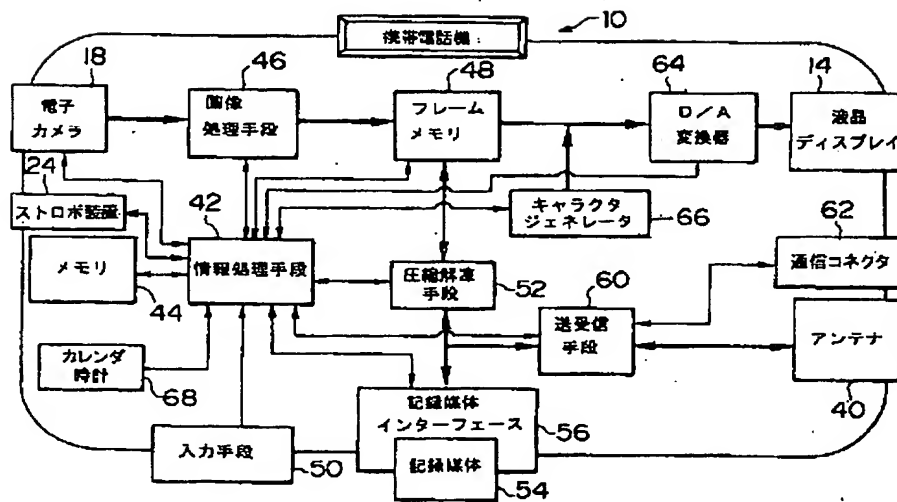 携帯電話機
10
18
電子
カメラ
46
画像
処理手段
48
フレーム
メモリ
64
D/A
変換器
14
液晶
ディスプレイ
24
ストロボ装置
42
情報処理手段
キャラクタ
ジェネレータ
66
62
通信コネクタ
メモリ
44
圧縮解凍
手段
52
60
送受信
手段
アンテナ
40
カレンダ
時計
68
入力手段
50
記録媒体
インターフェース
56
記録媒体
54